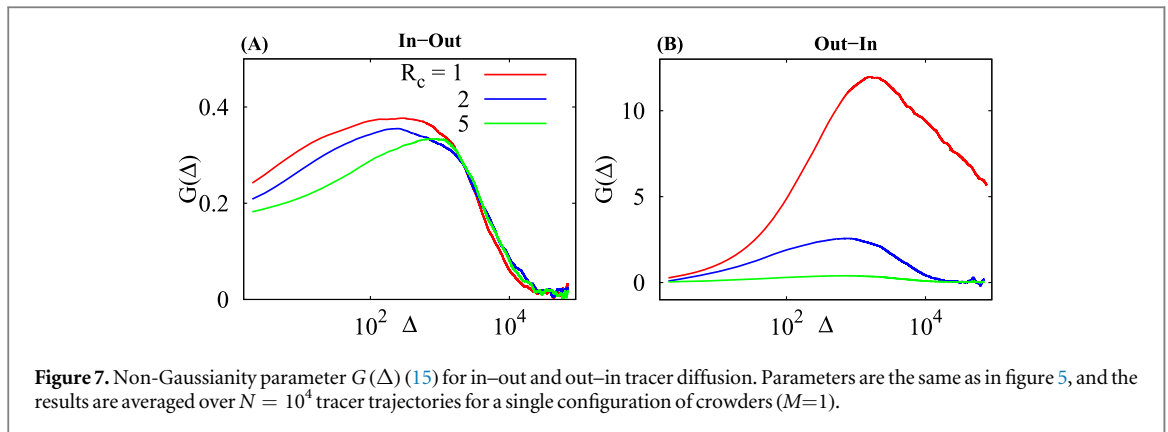 (A) In−Out
R_c = 1
2
5
0.4
0.2
0
G(Δ)
10^2 Δ 10^4
(B) Out−In
10
5
0
G(Δ)
10^2 Δ 10^4
Figure 7. Non-Gaussianity parameter G(Δ) (15) for in–out and out–in tracer diffusion. Parameters are the same as in figure 5, and the
results are averaged over N = 10^4 tracer trajectories for a single configuration of crowders (M=1).